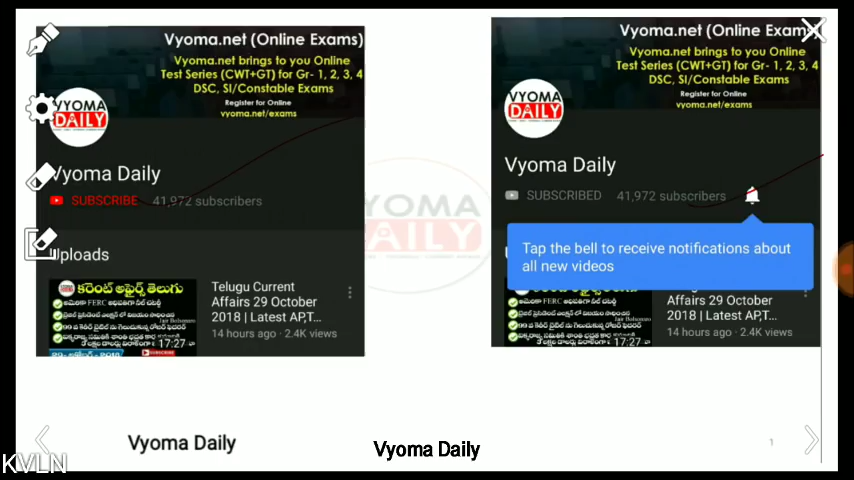 Vyoma.net (Online Exams)
Vyoma.net brings to you Online
Test Series (CWT+GT) for Gr- 1, 2, 3, 4
DSC, SI/Constable Exams
Register for Online
vyoma.net/exams
VYOMA
DAILY
Vyoma Daily
SUBSCRIBE 41,972 subscribers
Uploads
కరెంట్ అఫైర్స్ తెలుగు
Telugu Current
Affairs 29 October
2018 | Latest AP,T...
14 hours ago · 2.4K views
17:27
Vyoma.net (Online Exams)
Vyoma.net brings to you Online
Test Series (CWT+GT) for Gr- 1, 2, 3, 4
DSC, SI/Constable Exams
Register for Online
vyoma.net/exams
VYOMA
DAILY
Vyoma Daily
SUBSCRIBED 41,972 subscribers
Tap the bell to receive notifications about
all new videos
Affairs 29 October
2018 | Latest AP,T...
14 hours ago · 2.4K views
17:27
VYOMA
DAILY
Vyoma Daily
Vyoma Daily
1
KVLN